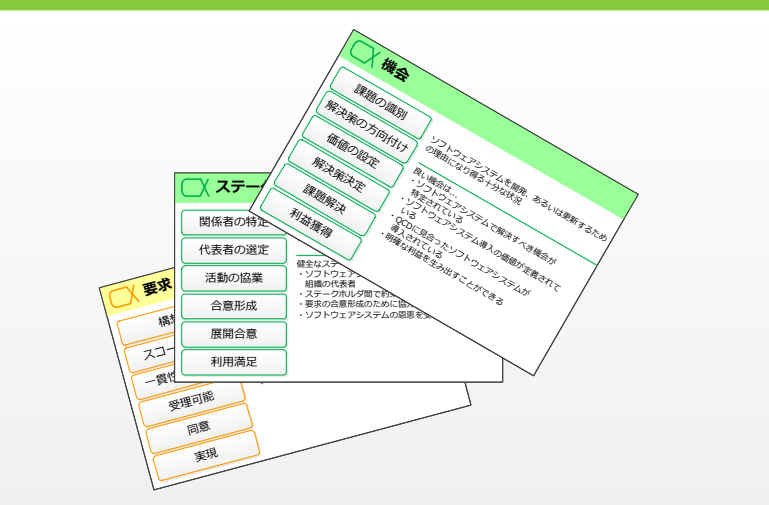 機会
課題の識別
解決策の方向付け
価値の設定
解決策決定
課題解決
利益獲得
ソフトウェアシステムを開発、あるいは更新するため
の理由になり得る十分な状況
良い機会は…
・ソフトウェアシステムで解決すべき機会が
特定されている
・ソフトウェアシステム導入の価値が定義されて
いる
・QCDに見合ったソフトウェアシステムが
導入されている
・明確な利益を生み出すことができる
ステー
関係者の特定
代表者の選定
活動の協業
合意形成
展開合意
利用満足
健全なステー
・ソフトウェア
組織の代表者
・ステークホルダ間で約
・要求の合意形成のために協
・ソフトウェアシステムの恩恵を
要求
構
スコー
一貫性
受理可能
同意
実現